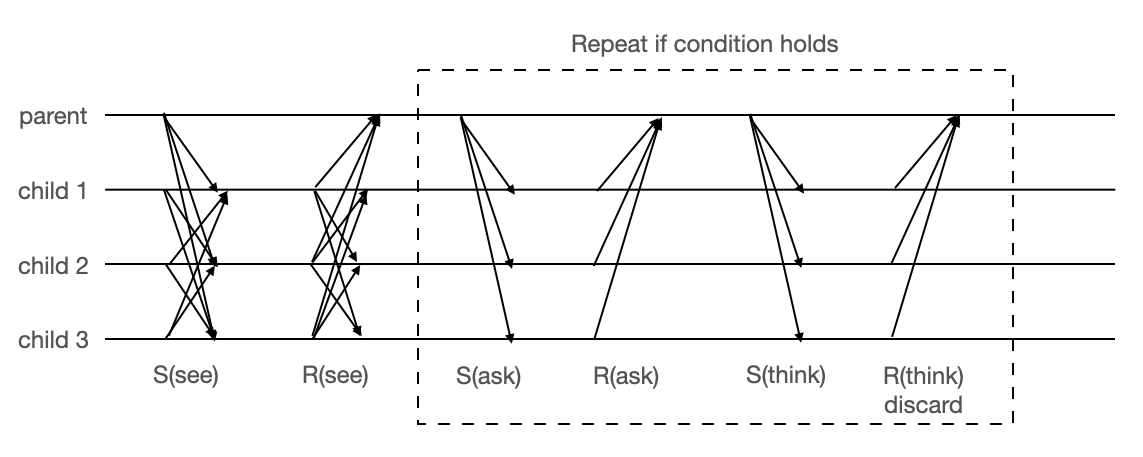 Repeat if condition holds
parent
child 1
child 2
child 3
S(see)
R(see)
S(ask)
R(ask)
S(think)
R(think)
discard